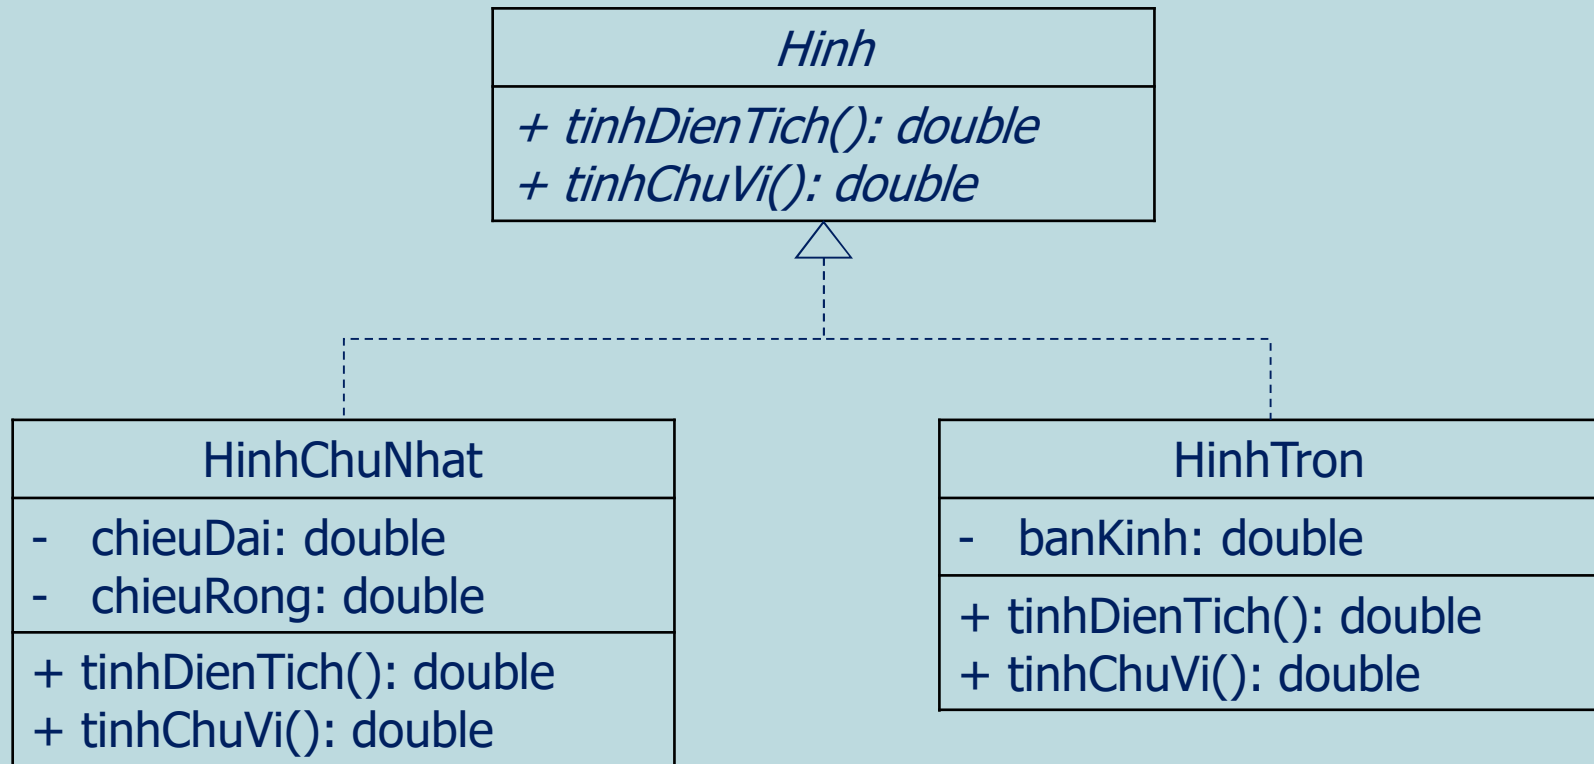 Hinh
+ tinhDienTich(): double
+ tinhChuVi(): double
HinhChuNhat
- chieuDai: double
- chieuRong: double
+ tinhDienTich(): double
+ tinhChuVi(): double
HinhTron
- banKinh: double
+ tinhDienTich(): double
+ tinhChuVi(): double